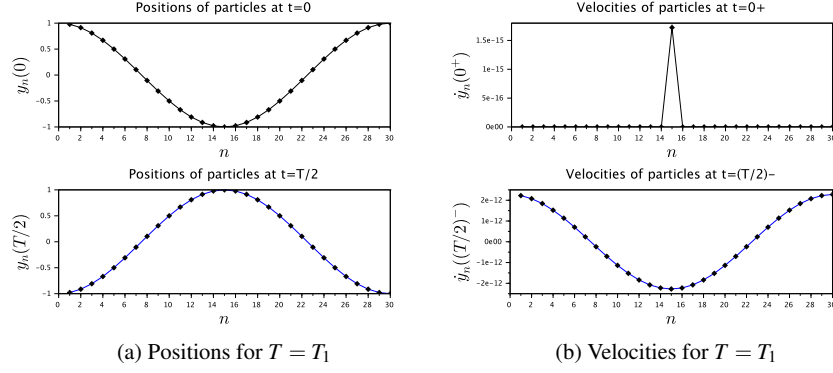 Positions of particles at t=0
y_n(0)
1
0.5
0
−0.5
−1
0 2 4 6 8 10 12 14 16 18 20 22 24 26 28 30
n
Positions of particles at t=T/2
y_n(T/2)
1
0.5
0
−0.5
−1
0 2 4 6 8 10 12 14 16 18 20 22 24 26 28 30
n
(a) Positions for T = T₁
Velocities of particles at t=0+
ẏ_n(0⁺)
1.5e-15
1e-15
5e-16
0e00
0 2 4 6 8 10 12 14 16 18 20 22 24 26 28 30
n
Velocities of particles at t=(T/2)-
ẏ_n((T/2)⁻)
2e-12
1e-12
0e00
-1e-12
-2e-12
0 2 4 6 8 10 12 14 16 18 20 22 24 26 28 30
n
(b) Velocities for T = T₁